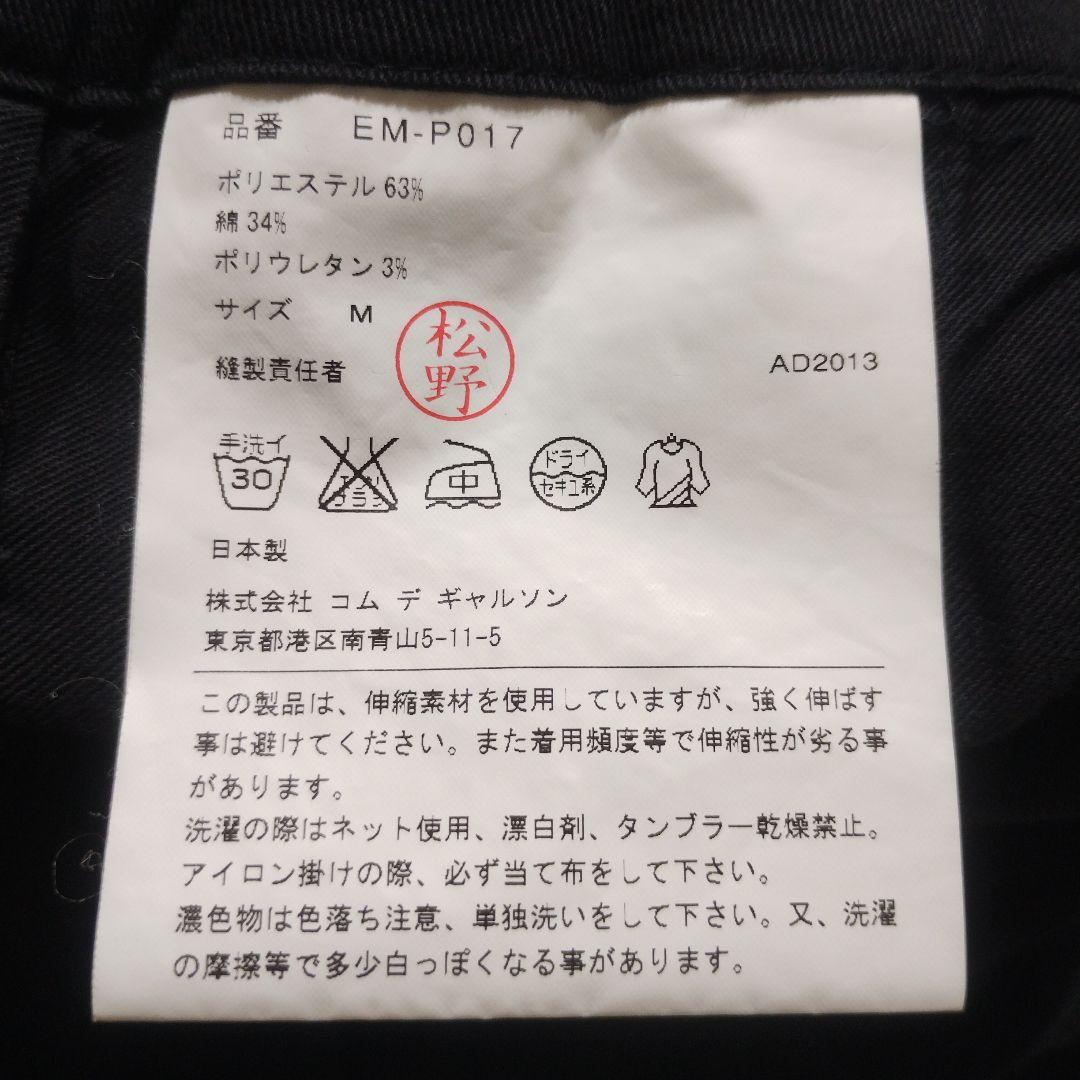 品番 EM-P017
ポリエステル 63%
綿 34%
ポリウレタン 3%
サイズ M
松野
縫製責任者
AD2013
手洗イ
30
エンソ
サラシ
中
ドライ
セキユ系
日本製
株式会社 コム デ ギャルソン
東京都港区南青山5-11-5
この製品は、伸縮素材を使用していますが、強く伸ばす
事は避けてください。また着用頻度等で伸縮性が劣る事
があります。
洗濯の際はネット使用、漂白剤、タンブラー乾燥禁止。
アイロン掛けの際、必ず当て布をして下さい。
濃色物は色落ち注意、単独洗いをして下さい。又、洗濯
の摩擦等で多少白っぽくなる事があります。